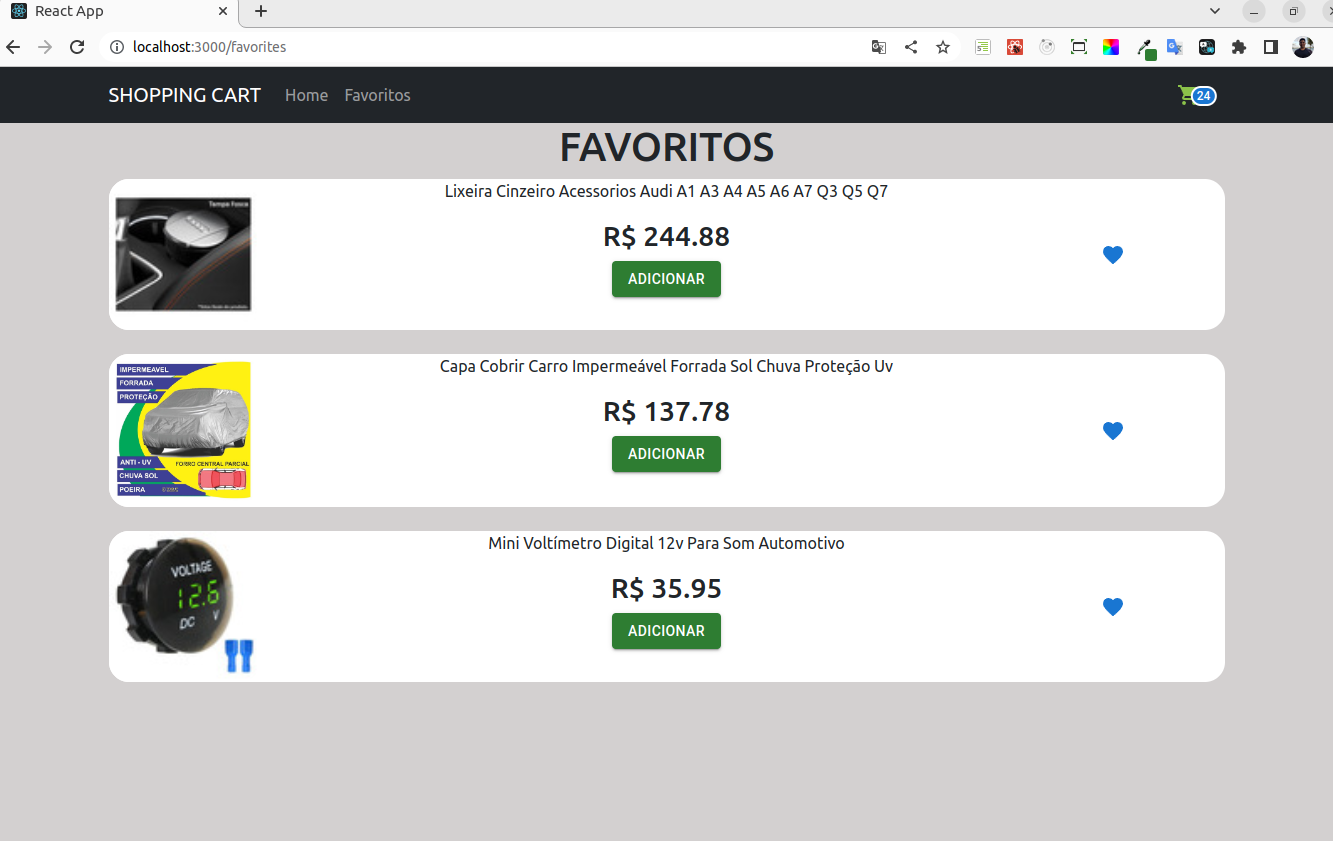 React App
localhost:3000/favorites
SHOPPING CART Home Favoritos 24
FAVORITOS
Lixeira Cinzeiro Acessorios Audi A1 A3 A4 A5 A6 A7 Q3 Q5 Q7
Tampa Fosca
R$ 244.88
ADICIONAR
Capa Cobrir Carro Impermeável Forrada Sol Chuva Proteção Uv
IMPERMEAVEL
FORRADA
PROTEÇÃO
ANTI - UV
CHUVA SOL
POEIRA
FORRO CENTRAL PARCIAL
R$ 137.78
ADICIONAR
Mini Voltímetro Digital 12v Para Som Automotivo
VOLTAGE
12.6
DC V
R$ 35.95
ADICIONAR